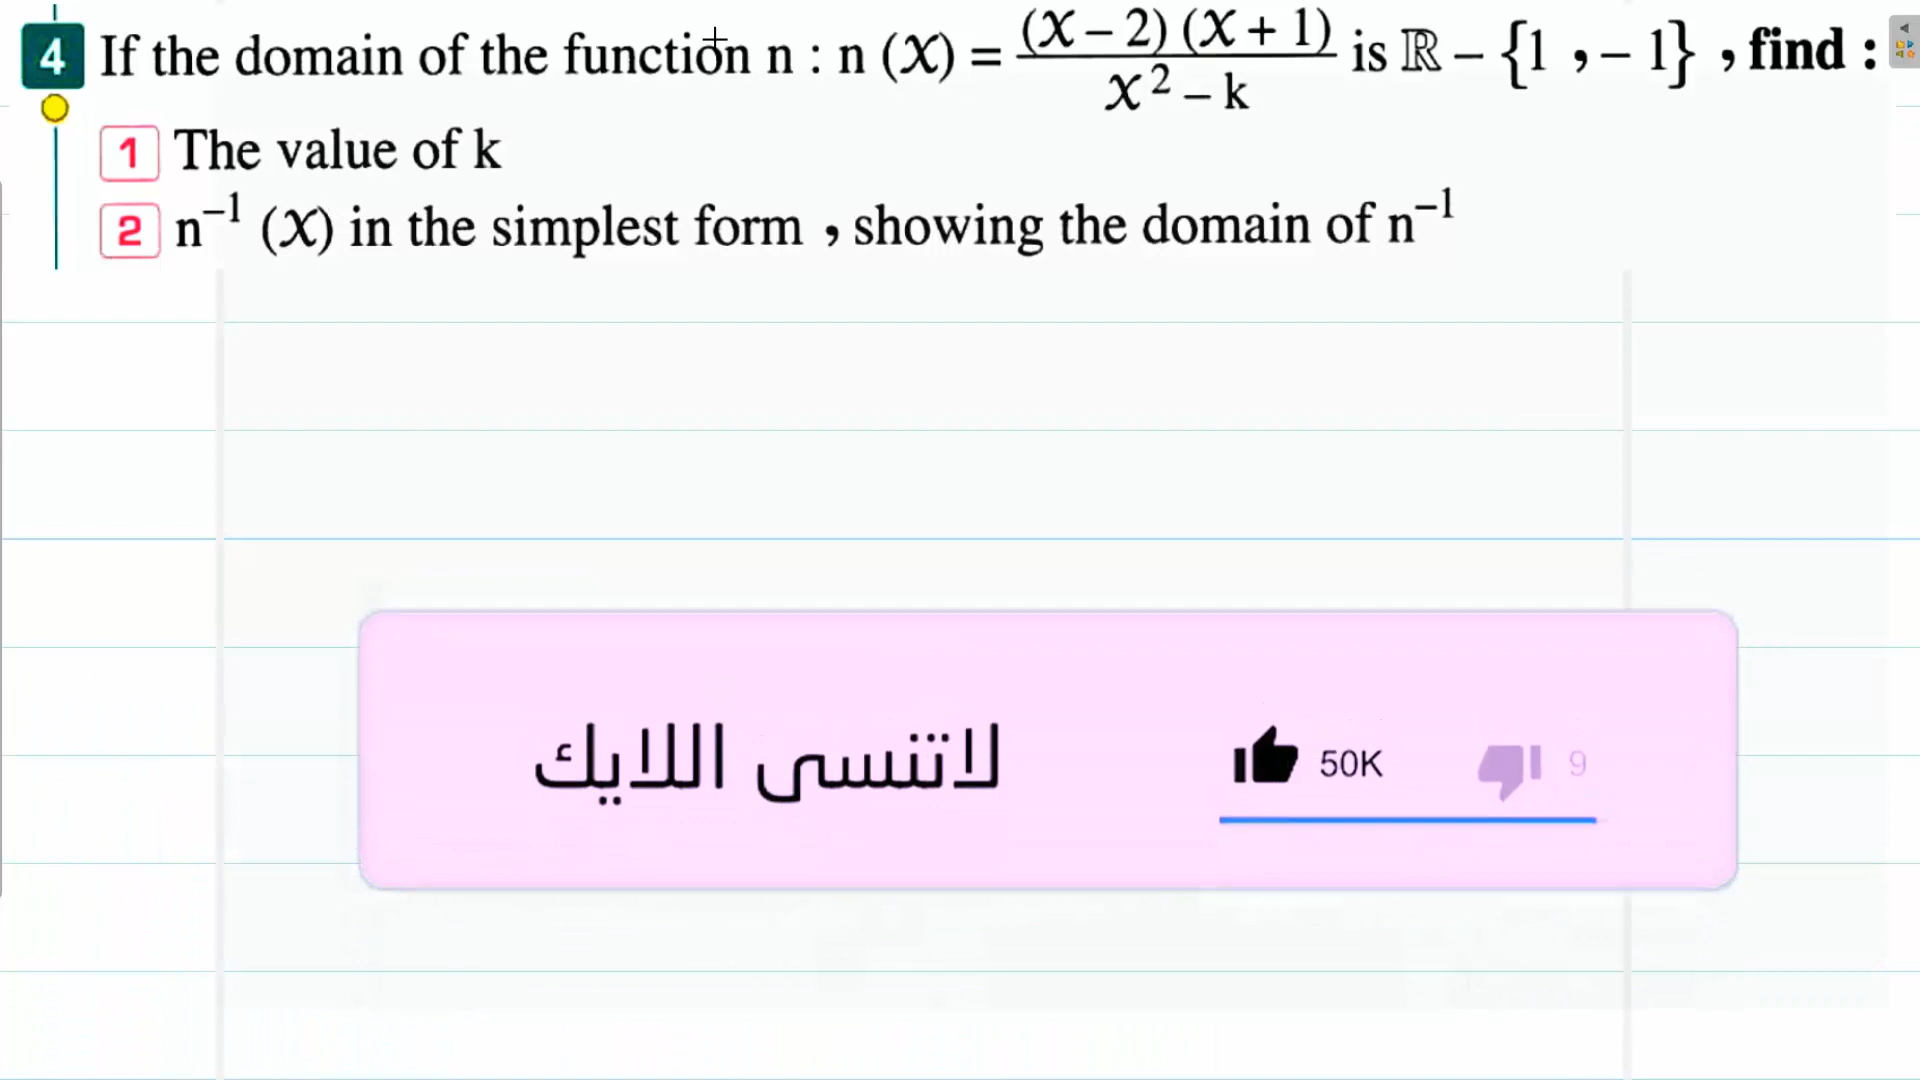 4 If the domain of the function n : n (X) = (X – 2) (X + 1) / X² – k is ℝ – {1 , – 1} , find :
1 The value of k
2 n⁻¹ (X) in the simplest form , showing the domain of n⁻¹
لاتنسى اللايك 50K 9